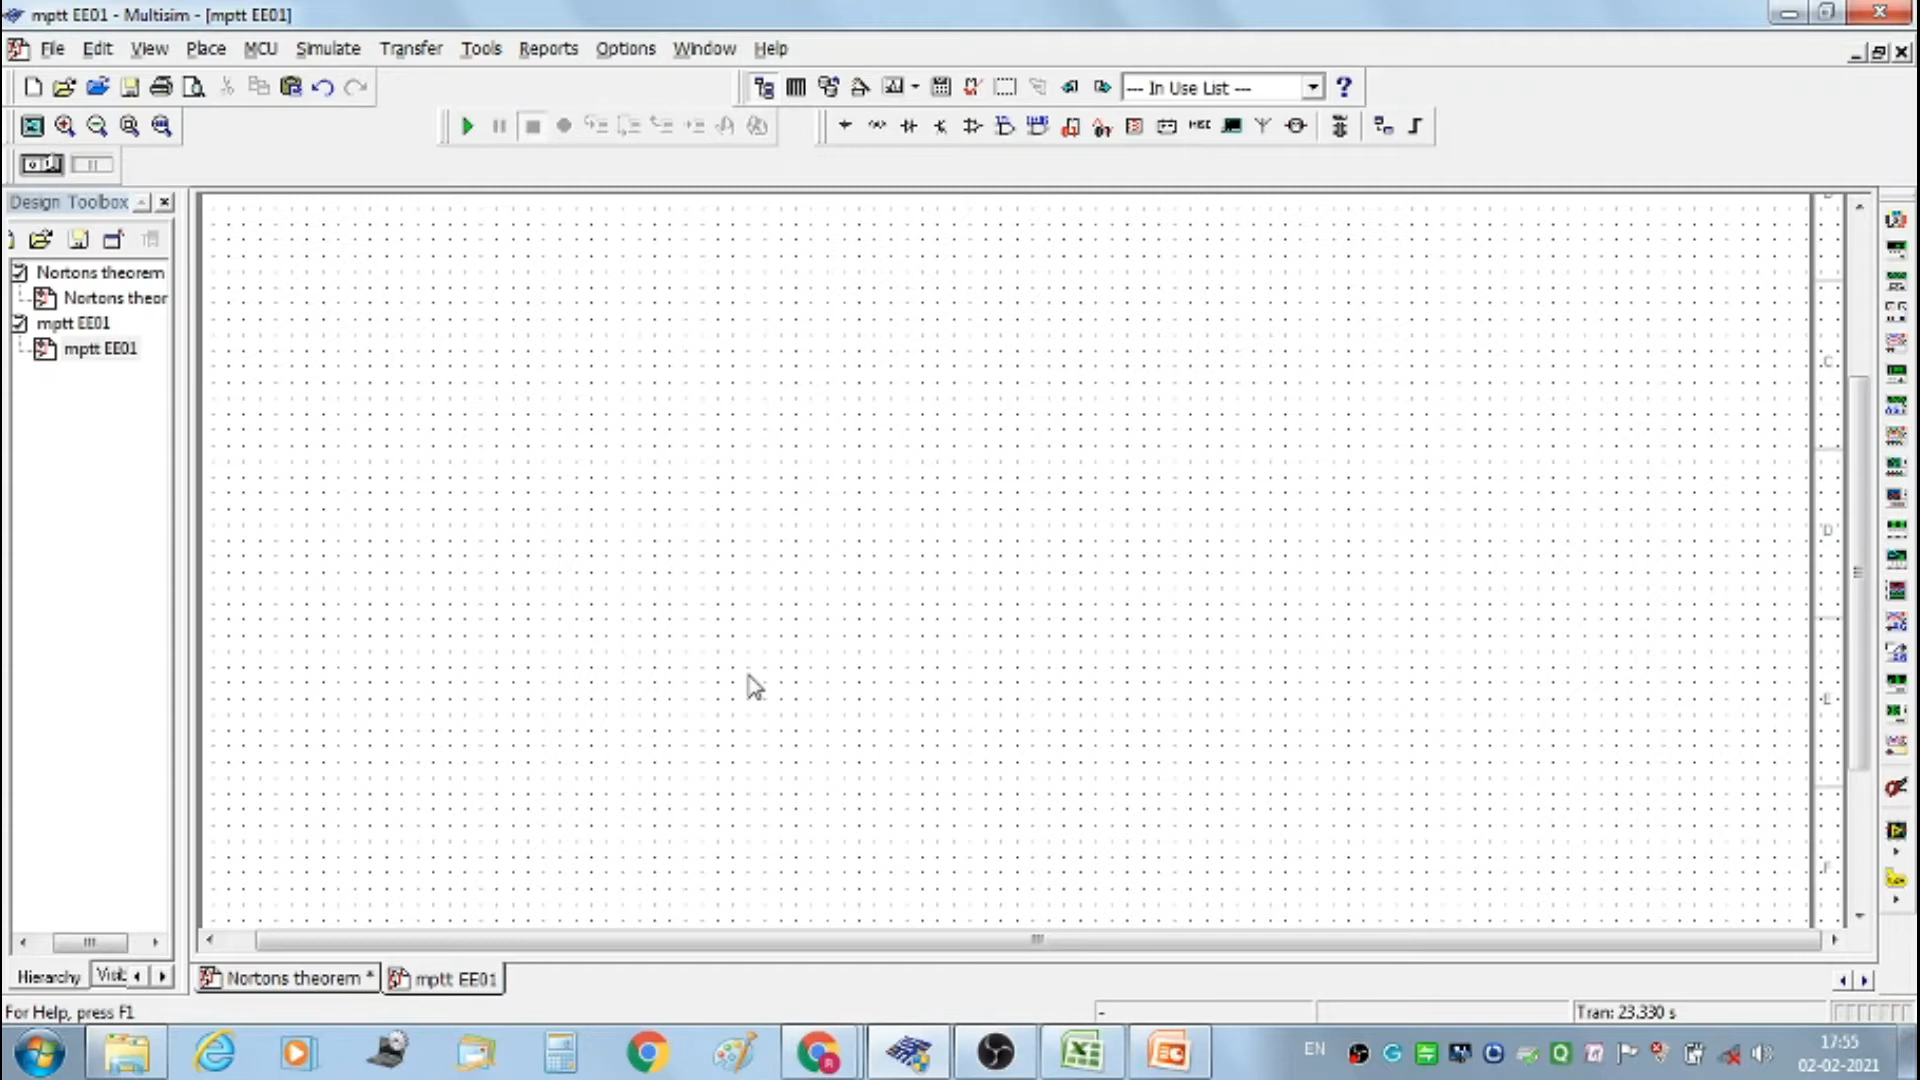 mptt EE01 - Multisim - [mptt EE01]
File Edit View Place MCU Simulate Transfer Tools Reports Options Window Help
--- In Use List ---
Design Toolbox
Nortons theorem
Nortons theor
mptt EE01
mptt EE01
C
D
E
F
Hierarchy
Nortons theorem *
mptt EE01
For Help, press F1
-
Tran: 23.330 s
EN
17:55
02-02-2021